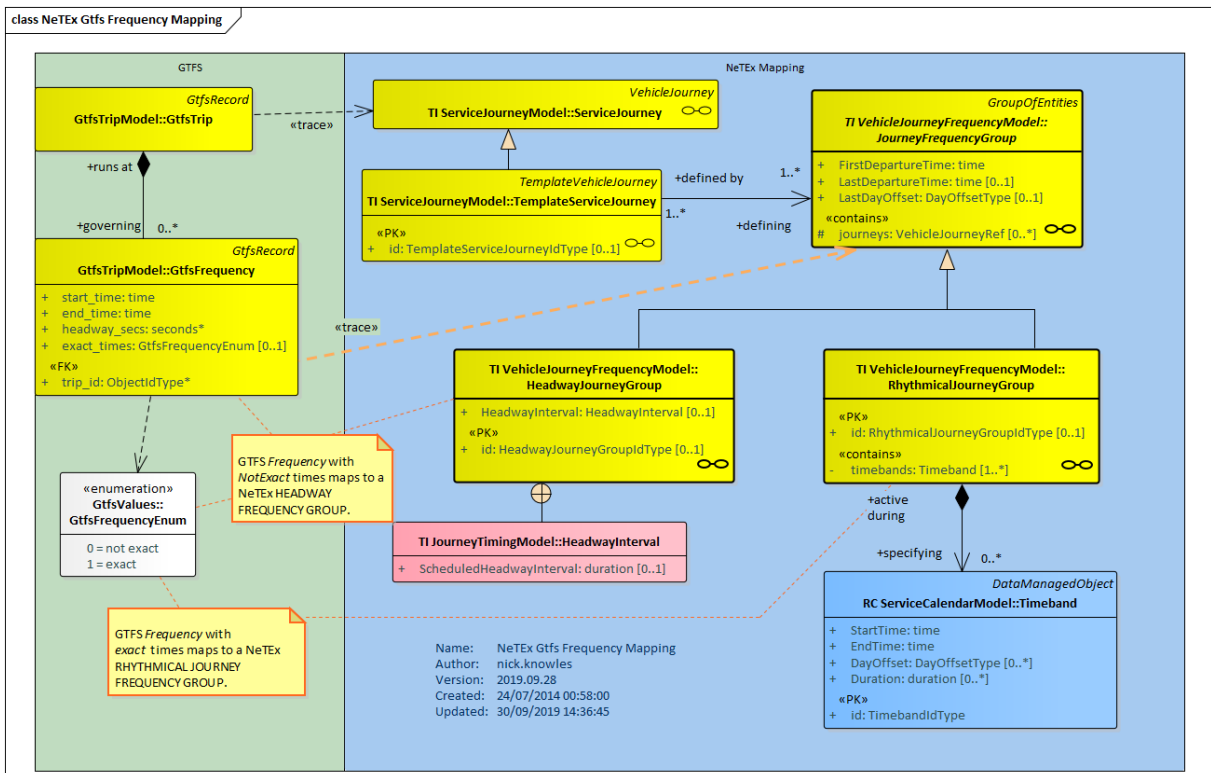 class NeTEx Gtfs Frequency Mapping
GTFS
NeTEx Mapping
GtfsRecord
GtfsTripModel::GtfsTrip
«trace»
VehicleJourney
TI ServiceJourneyModel::ServiceJourney
GroupOfEntities
TI VehicleJourneyFrequencyModel::
JourneyFrequencyGroup
+ FirstDepartureTime: time
+ LastDepartureTime: time [0..1]
+ LastDayOffset: DayOffsetType [0..1]
«contains»
# journeys: VehicleJourneyRef [0..*]
+runs at
+governing
0..*
TemplateVehicleJourney
TI ServiceJourneyModel::TemplateServiceJourney
«PK»
+ id: TemplateServiceJourneyIdType [0..1]
+defined by
1..*
1..*
+defining
GtfsRecord
GtfsTripModel::GtfsFrequency
+ start_time: time
+ end_time: time
+ headway_secs: seconds*
+ exact_times: GtfsFrequencyEnum [0..1]
«FK»
+ trip_id: ObjectIdType*
«trace»
TI VehicleJourneyFrequencyModel::
HeadwayJourneyGroup
+ HeadwayInterval: HeadwayInterval [0..1]
«PK»
+ id: HeadwayJourneyGroupIdType [0..1]
TI VehicleJourneyFrequencyModel::
RhythmicalJourneyGroup
«PK»
+ id: RhythmicalJourneyGroupIdType [0..1]
«contains»
- timebands: Timeband [1..*]
GTFS Frequency with
NotExact times maps to a
NeTEx HEADWAY
FREQUENCY GROUP.
«enumeration»
GtfsValues::
GtfsFrequencyEnum
0 = not exact
1 = exact
+active
during
+specifying
0..*
TI JourneyTimingModel::HeadwayInterval
+ ScheduledHeadwayInterval: duration [0..1]
DataManagedObject
RC ServiceCalendarModel::Timeband
+ StartTime: time
+ EndTime: time
+ DayOffset: DayOffsetType [0..*]
+ Duration: duration [0..*]
«PK»
+ id: TimebandIdType
GTFS Frequency with
exact times maps to a NeTEx
RHYTHMICAL JOURNEY
FREQUENCY GROUP.
Name: NeTEx Gtfs Frequency Mapping
Author: nick.knowles
Version: 2019.09.28
Created: 24/07/2014 00:58:00
Updated: 30/09/2019 14:36:45